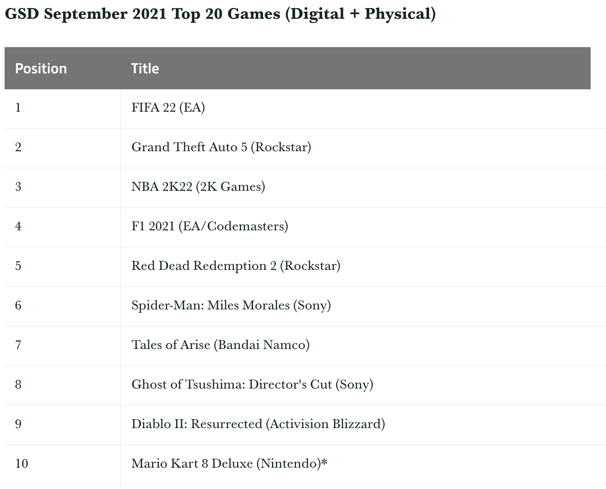 GSD September 2021 Top 20 Games (Digital + Physical)
Position Title
1 FIFA 22 (EA)
2 Grand Theft Auto 5 (Rockstar)
3 NBA 2K22 (2K Games)
4 F1 2021 (EA/Codemasters)
5 Red Dead Redemption 2 (Rockstar)
6 Spider-Man: Miles Morales (Sony)
7 Tales of Arise (Bandai Namco)
8 Ghost of Tsushima: Director's Cut (Sony)
9 Diablo II: Resurrected (Activision Blizzard)
10 Mario Kart 8 Deluxe (Nintendo)*